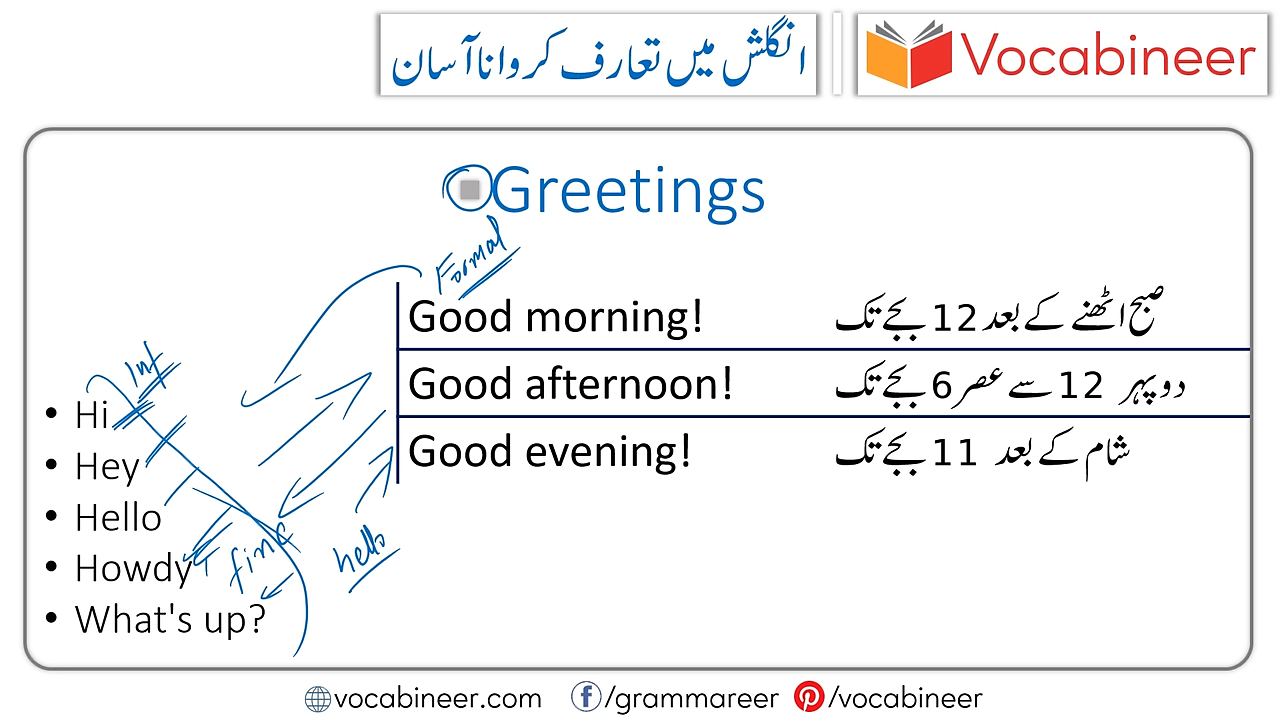 انگلش میں تعارف کروانا آسان
Vocabineer
Greetings
Formal
Good morning! صبح اٹھنے کے بعد 12 بجے تک
Good afternoon! دوپہر 12 سے عصر 6 بجے تک
Good evening! شام کے بعد 11 بجے تک
Inf
• Hi
• Hey
• Hello
• Howdy
• What's up?
fine
hello
vocabineer.com f/grammareer /vocabineer